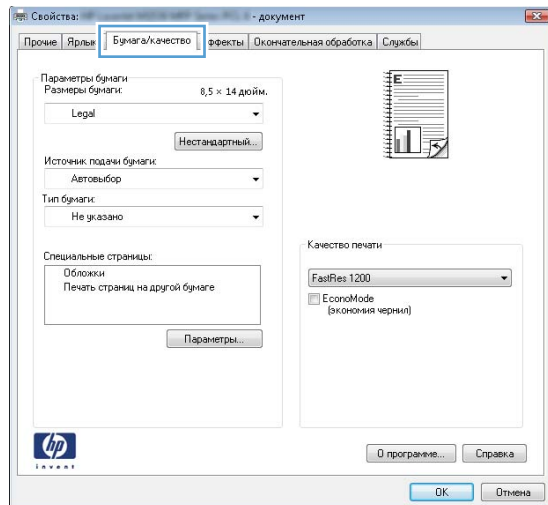 Свойства: - документ
Прочие
Бумага/качество
Окончательная обработка
Службы
Параметры бумаги
Размеры бумаги: 8,5 × 14 дюйм.
Legal
Нестандартный...
Источник подачи бумаги:
Автовыбор
Тип бумаги:
Не указано
Специальные страницы:
Обложки
Печать страниц на другой бумаге
Параметры...
E
Качество печати
FastRes 1200
EconoMode
(экономия чернил)
hp
invent
О программе...
Справка
OK
Отмена